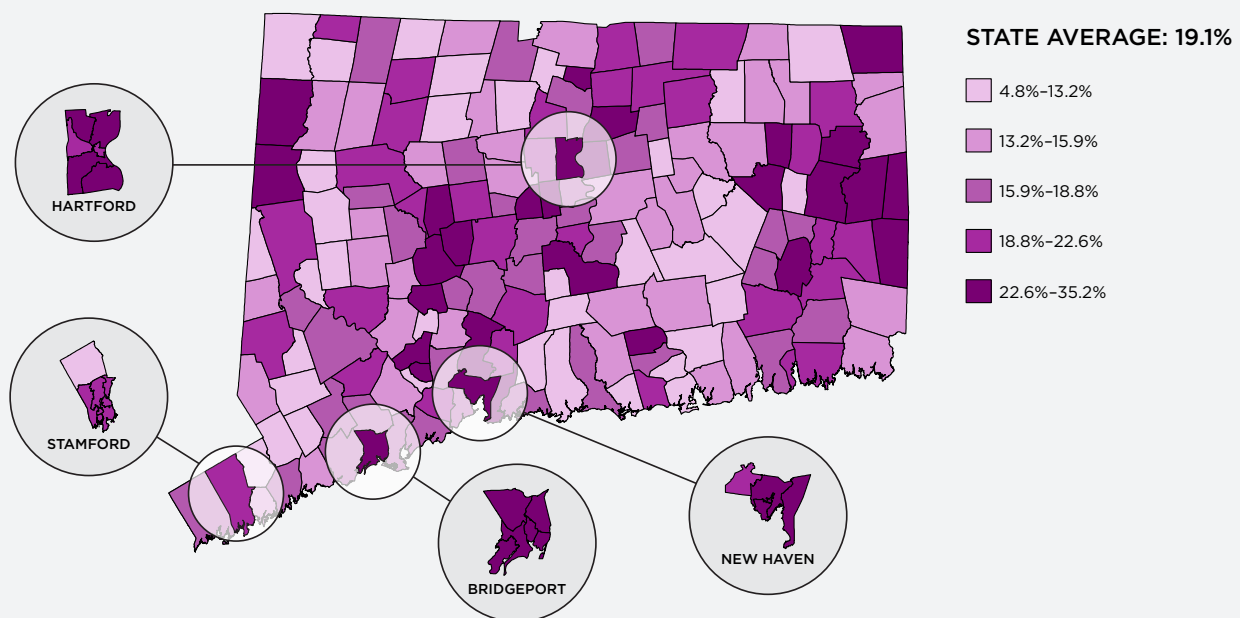 STATE AVERAGE: 19.1%
4.8%–13.2%
13.2%–15.9%
15.9%–18.8%
18.8%–22.6%
22.6%–35.2%
HARTFORD
STAMFORD
BRIDGEPORT
NEW HAVEN